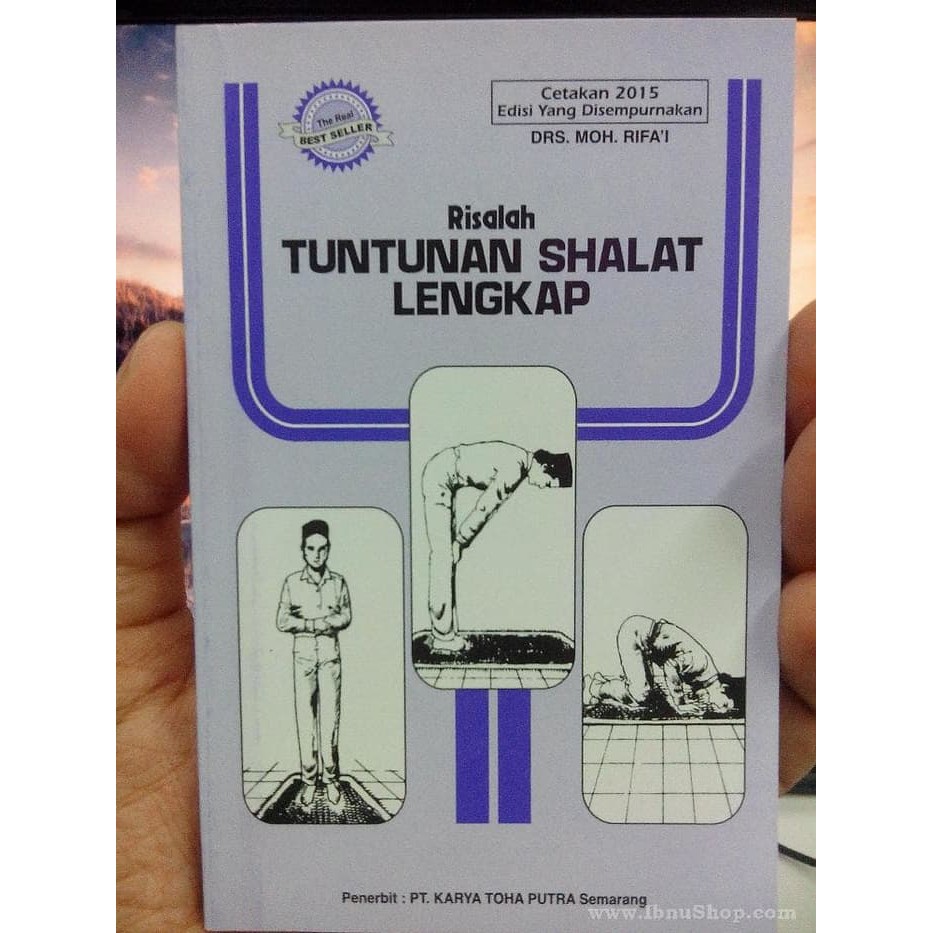 The Real
BEST SELLER
Cetakan 2015
Edisi Yang Disempurnakan
DRS. MOH. RIFA'I
Risalah
TUNTUNAN SHALAT
LENGKAP
Penerbit : PT. KARYA TOHA PUTRA Semarang
www.IbnuShop.com